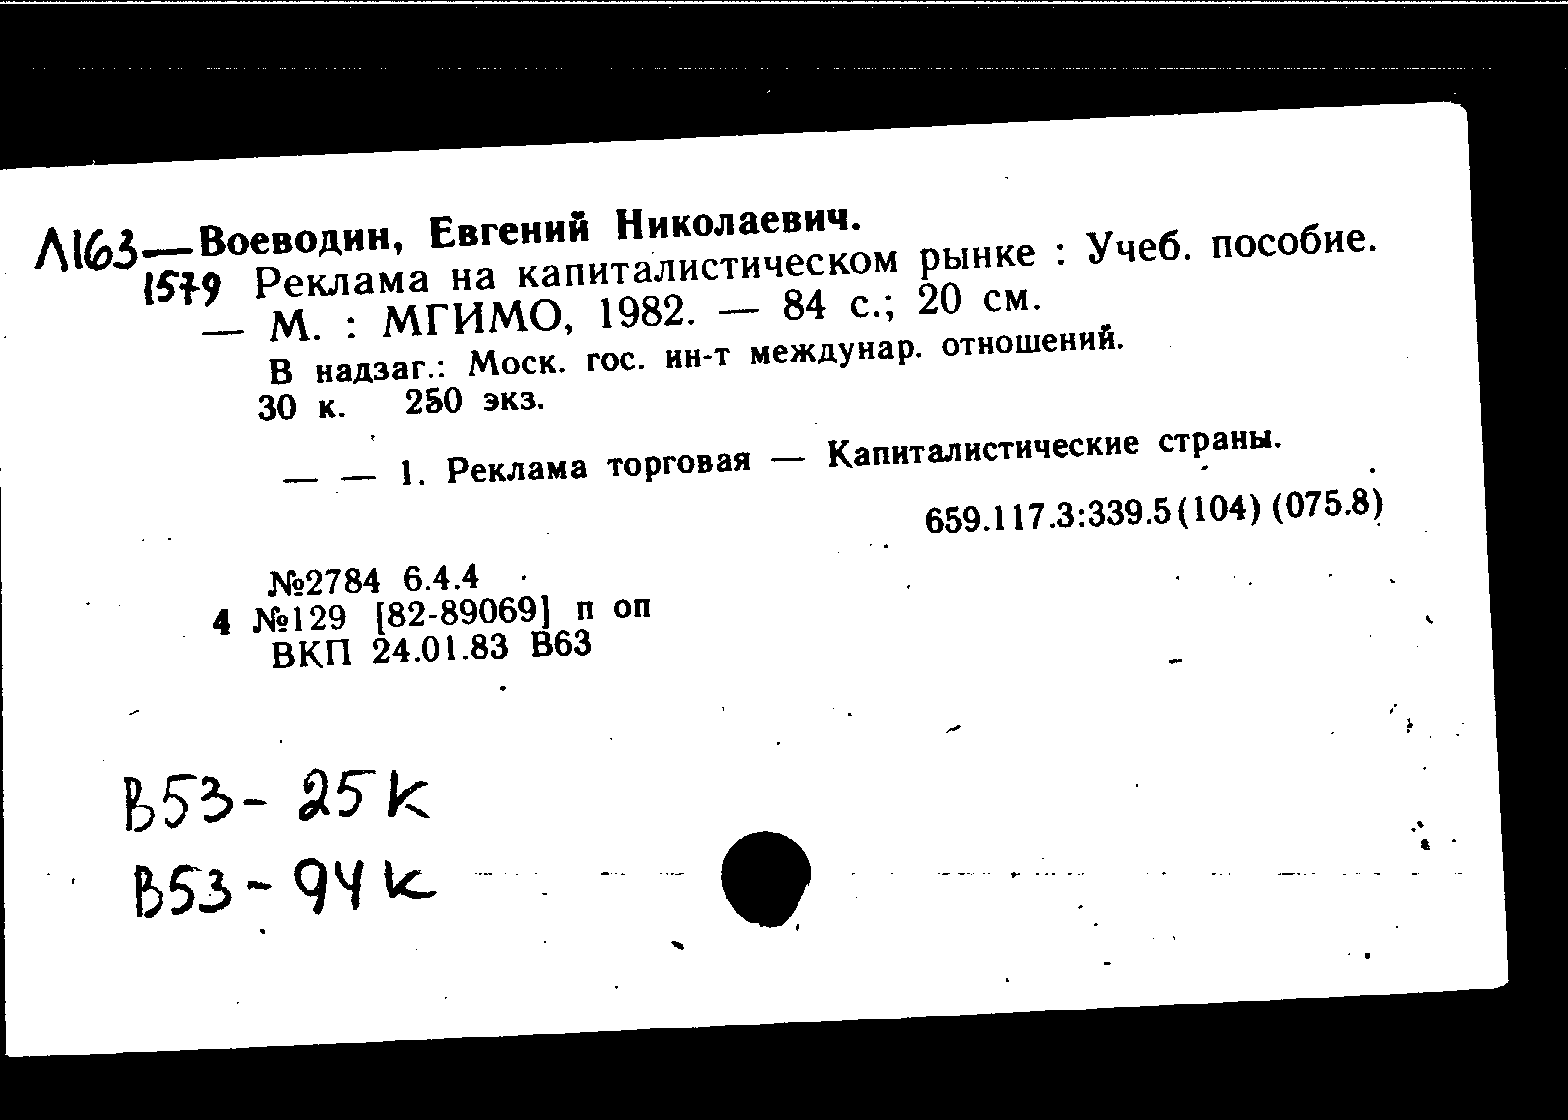 Л163— Воеводин, Евгений Николаевич.
1579 Реклама на капиталистическом рынке : Учеб. пособие.
— М. : МГИМО, 1982. — 84 с.; 20 см.
В надзаг.: Моск. гос. ин-т междунар. отношений.
30 к. 250 экз.
— — 1. Реклама торговая — Капиталистические страны.
659.117.3:339.5(104) (075.8)
№2784 6.4.4
4 №129 [82-89069] п оп
ВКП 24.01.83 В63
В53- 25к
В53- 94к